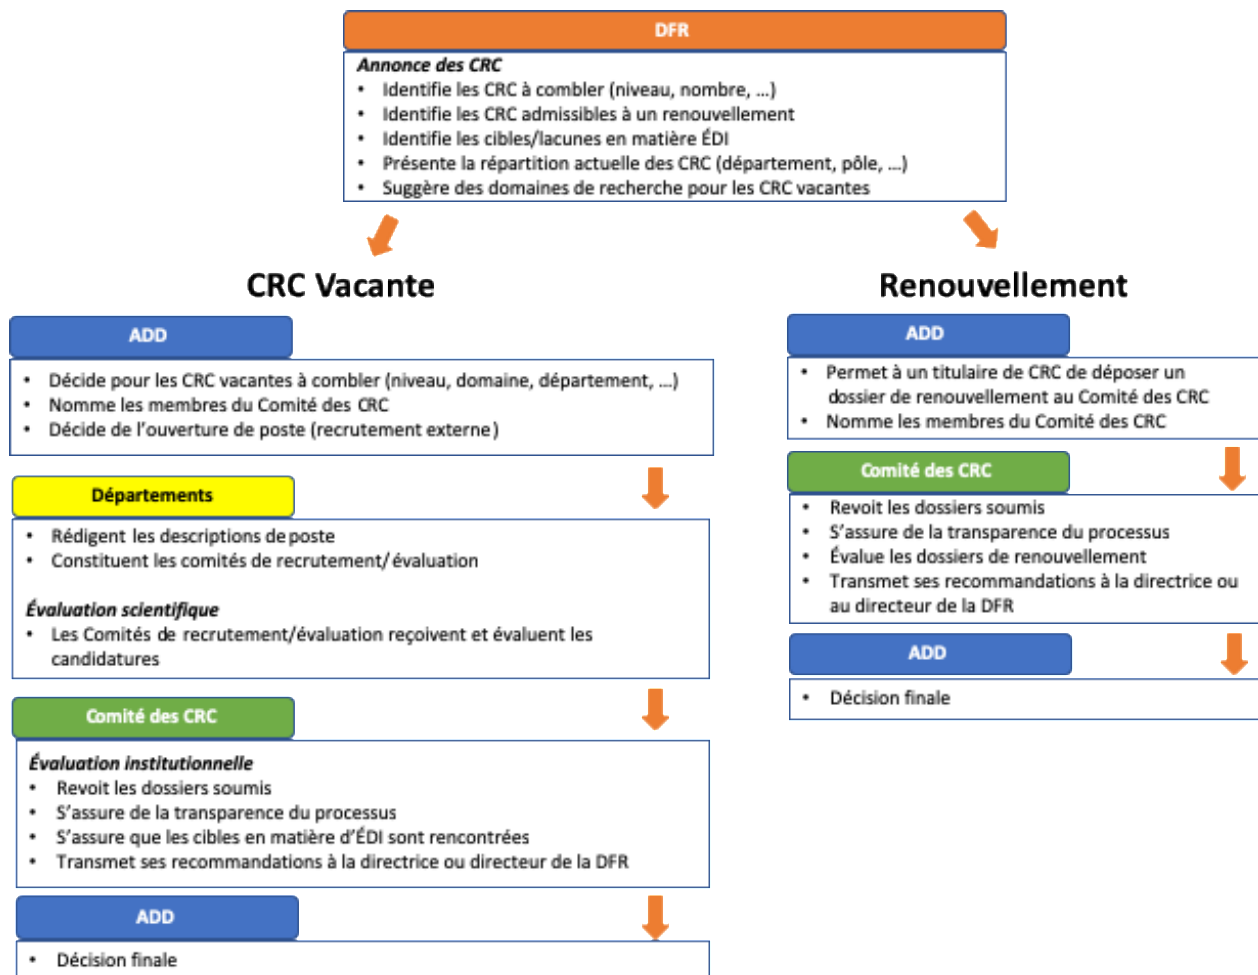 DFR
Annonce des CRC
• Identifie les CRC à combler (niveau, nombre, ...)
• Identifie les CRC admissibles à un renouvellement
• Identifie les cibles/lacunes en matière ÉDI
• Présente la répartition actuelle des CRC (département, pôle, ...)
• Suggère des domaines de recherche pour les CRC vacantes
CRC Vacante
ADD
• Décide pour les CRC vacantes à combler (niveau, domaine, département, ...)
• Nomme les membres du Comité des CRC
• Décide de l'ouverture de poste (recrutement externe)
Départements
• Rédigent les descriptions de poste
• Constituent les comités de recrutement/évaluation
Évaluation scientifique
• Les Comités de recrutement/évaluation reçoivent et évaluent les
candidatures
Comité des CRC
Évaluation institutionnelle
• Revoit les dossiers soumis
• S'assure de la transparence du processus
• S'assure que les cibles en matière d'ÉDI sont rencontrées
• Transmet ses recommandations à la directrice ou directeur de la DFR
ADD
• Décision finale
Renouvellement
ADD
• Permet à un titulaire de CRC de déposer un
dossier de renouvellement au Comité des CRC
• Nomme les membres du Comité des CRC
Comité des CRC
• Revoit les dossiers soumis
• S'assure de la transparence du processus
• Évalue les dossiers de renouvellement
• Transmet ses recommandations à la directrice ou
au directeur de la DFR
ADD
• Décision finale